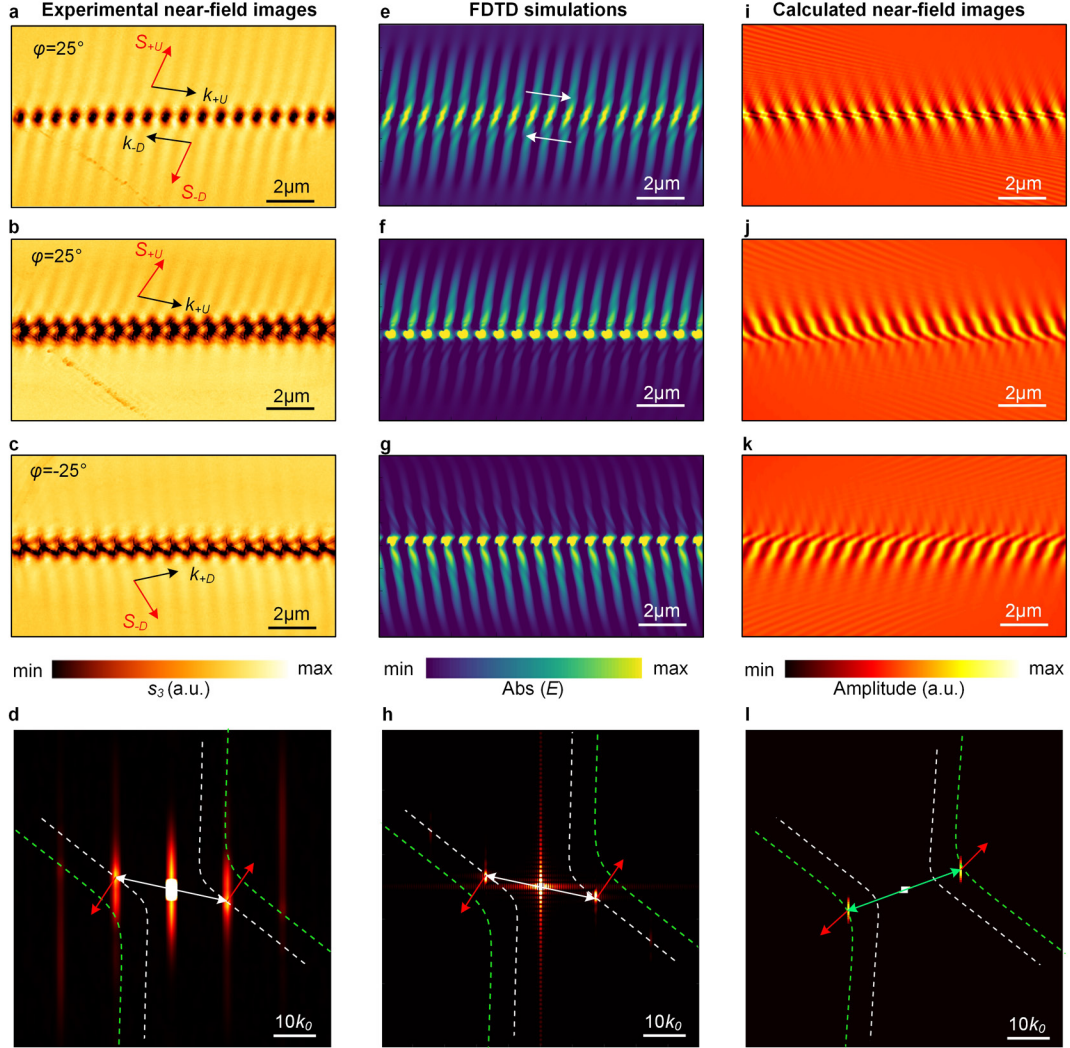 a Experimental near-field images
φ=25°
S+U
k+U
k-D
S-D
2μm
e FDTD simulations
2μm
i Calculated near-field images
2μm
b
φ=25°
S+U
k+U
2μm
f
2μm
j
2μm
c
φ=-25°
k+D
S-D
2μm
g
2μm
k
2μm
min max
s3 (a.u.)
min max
Abs (E)
min max
Amplitude (a.u.)
d
10k0
h
10k0
l
10k0